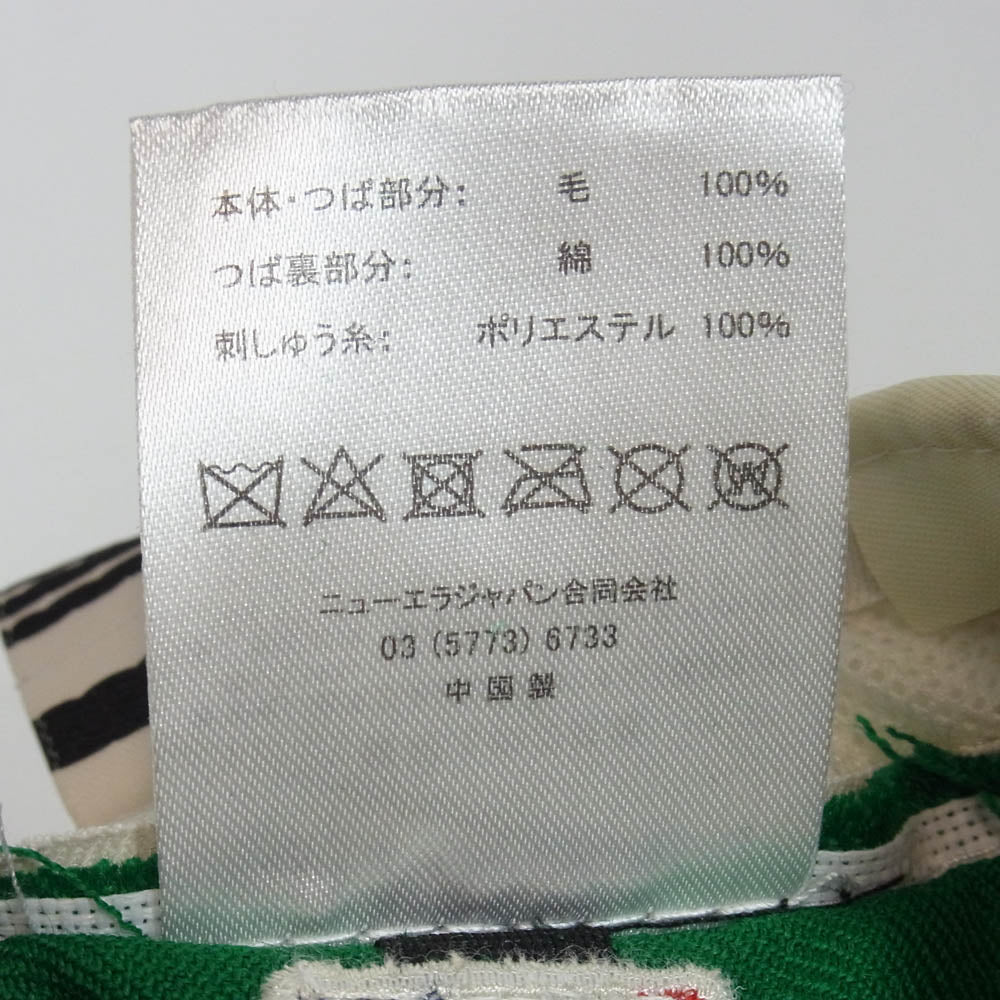 本体・つば部分: 毛 100%
つば裏部分: 綿 100%
刺しゅう糸: ポリエステル 100%
W
ニューエラジャパン合同会社
03 (5773) 6733
中国製